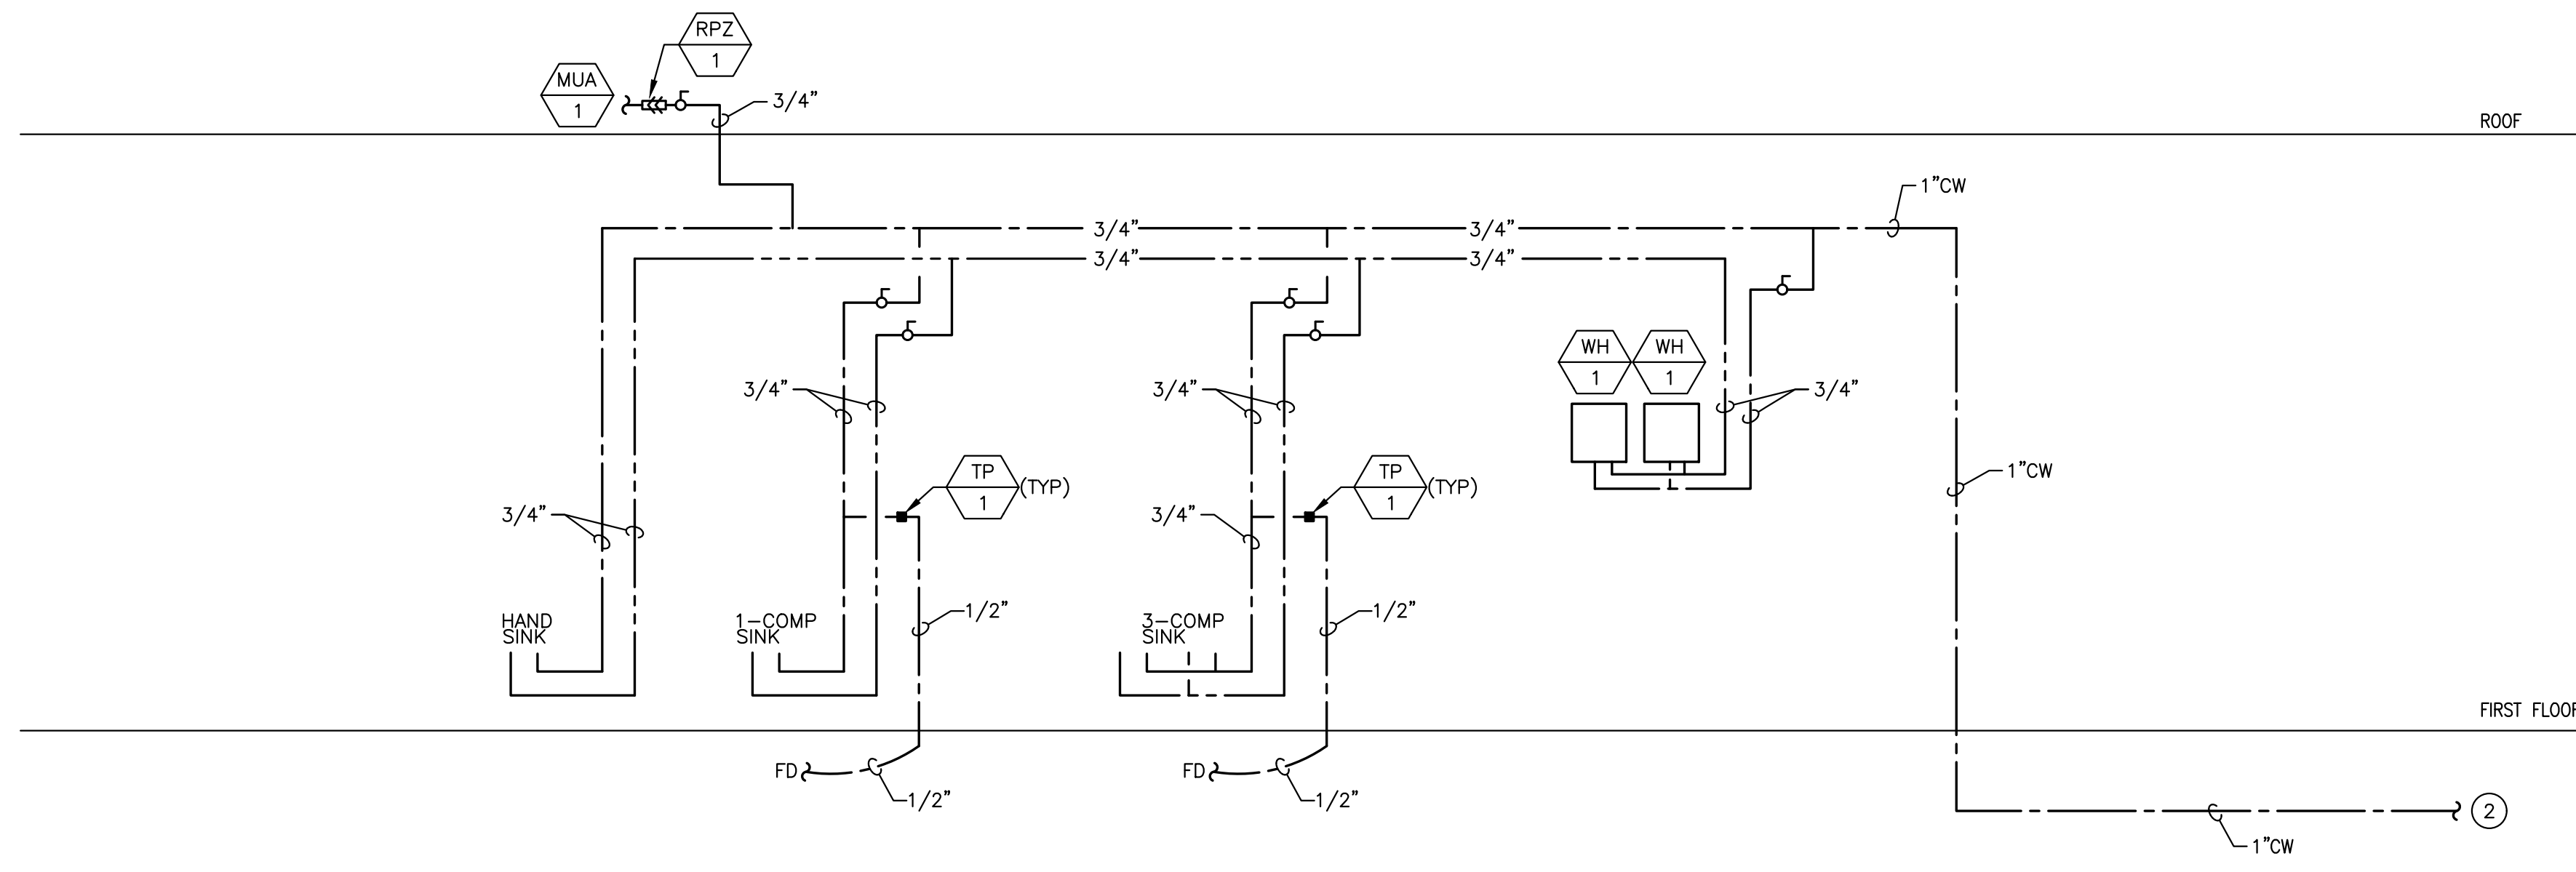 RPZ
1
MUA
1
3/4"
ROOF
1"CW
3/4"
3/4"
3/4"
3/4"
WH
1
WH
1
3/4"
3/4"
3/4"
TP
1
(TYP)
TP
1
(TYP)
1"CW
3/4"
3/4"
HAND
SINK
1-COMP
SINK
1/2"
3-COMP
SINK
1/2"
FIRST FLOOR
FD
1/2"
FD
1/2"
2
1"CW